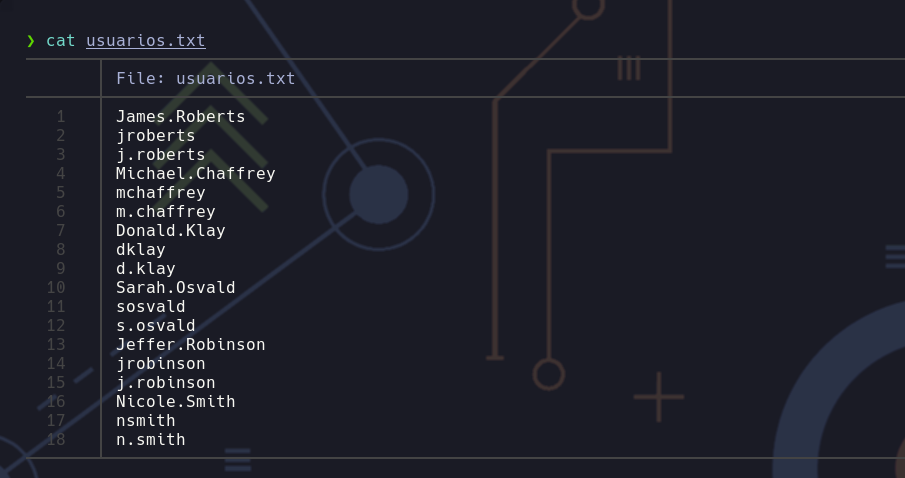 ❯ cat usuarios.txt
File: usuarios.txt
1 James.Roberts
2 jroberts
3 j.roberts
4 Michael.Chaffrey
5 mchaffrey
6 m.chaffrey
7 Donald.Klay
8 dklay
9 d.klay
10 Sarah.Osvald
11 sosvald
12 s.osvald
13 Jeffer.Robinson
14 jrobinson
15 j.robinson
16 Nicole.Smith
17 nsmith
18 n.smith